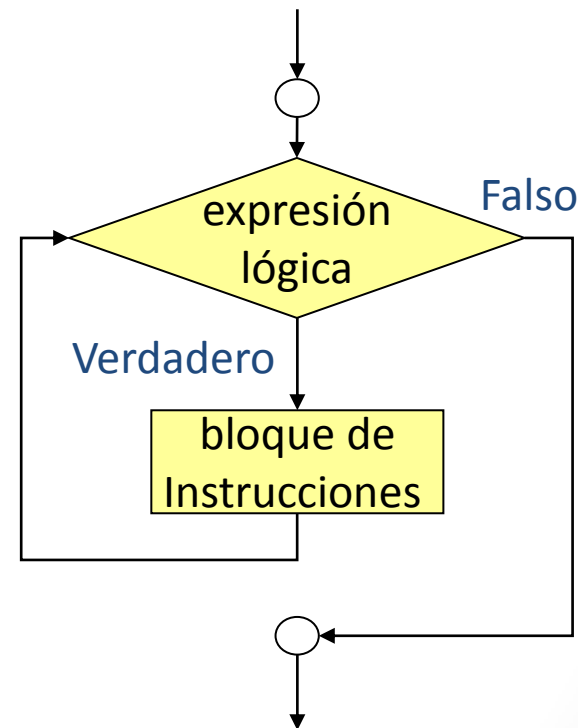 expresión
lógica
Falso
Verdadero
bloque de
Instrucciones